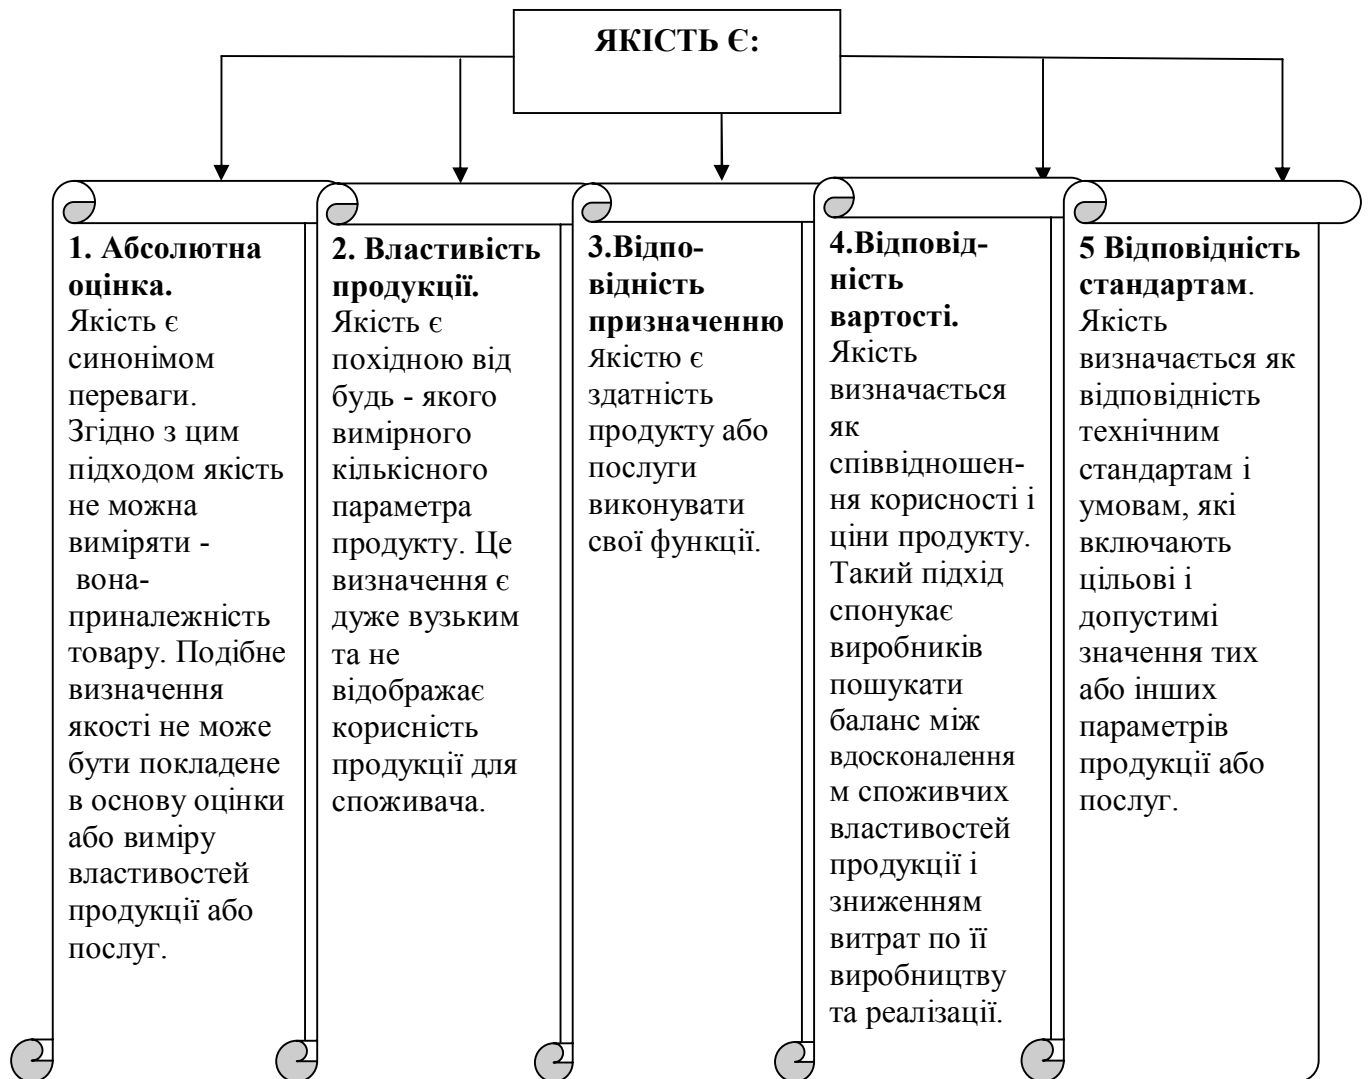 ЯКІСТЬ Є:
1. Абсолютна
оцінка.
Якість є
синонімом
переваги.
Згідно з цим
підходом якість
не можна
виміряти -
вона-
приналежність
товару. Подібне
визначення
якості не може
бути покладене
в основу оцінки
або виміру
властивостей
продукції або
послуг.
2. Властивість
продукції.
Якість є
похідною від
будь - якого
вимірного
кількісного
параметра
продукту. Це
визначення є
дуже вузьким
та не
відображає
корисність
продукції для
споживача.
3.Відпо-
відність
призначенню
Якістю є
здатність
продукту або
послуги
виконувати
свої функції.
4.Відповід-
ність
вартості.
Якість
визначається
як
співвідношен-
ня корисності і
ціни продукту.
Такий підхід
спонукає
виробників
пошукати
баланс між
вдосконалення
м споживчих
властивостей
продукції і
зниженням
витрат по її
виробництву
та реалізації.
5 Відповідність
стандартам.
Якість
визначається як
відповідність
технічним
стандартам і
умовам, які
включають
цільові і
допустимі
значення тих
або інших
параметрів
продукції або
послуг.